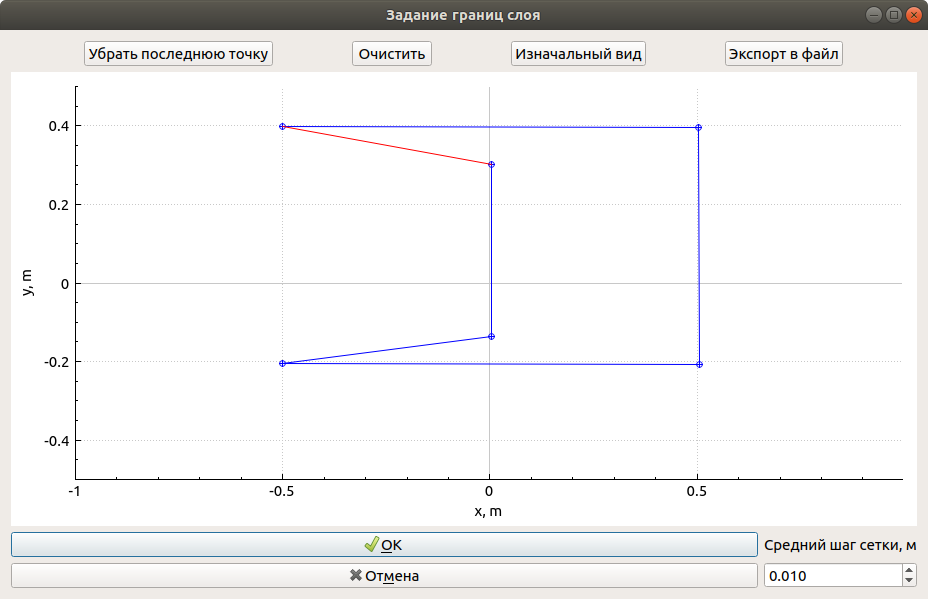 Задание границ слоя
Убрать последнюю точку
Очистить
Изначальный вид
Экспорт в файл
0.4
0.2
0
-0.2
-0.4
y, m
-1
-0.5
0
0.5
x, m
OK
Средний шаг сетки, м
Отмена
0.010